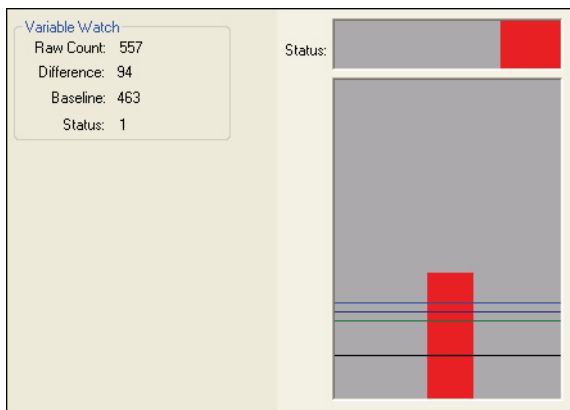 Variable Watch
Raw Count: 557
Difference: 94
Baseline: 463
Status: 1
Status: